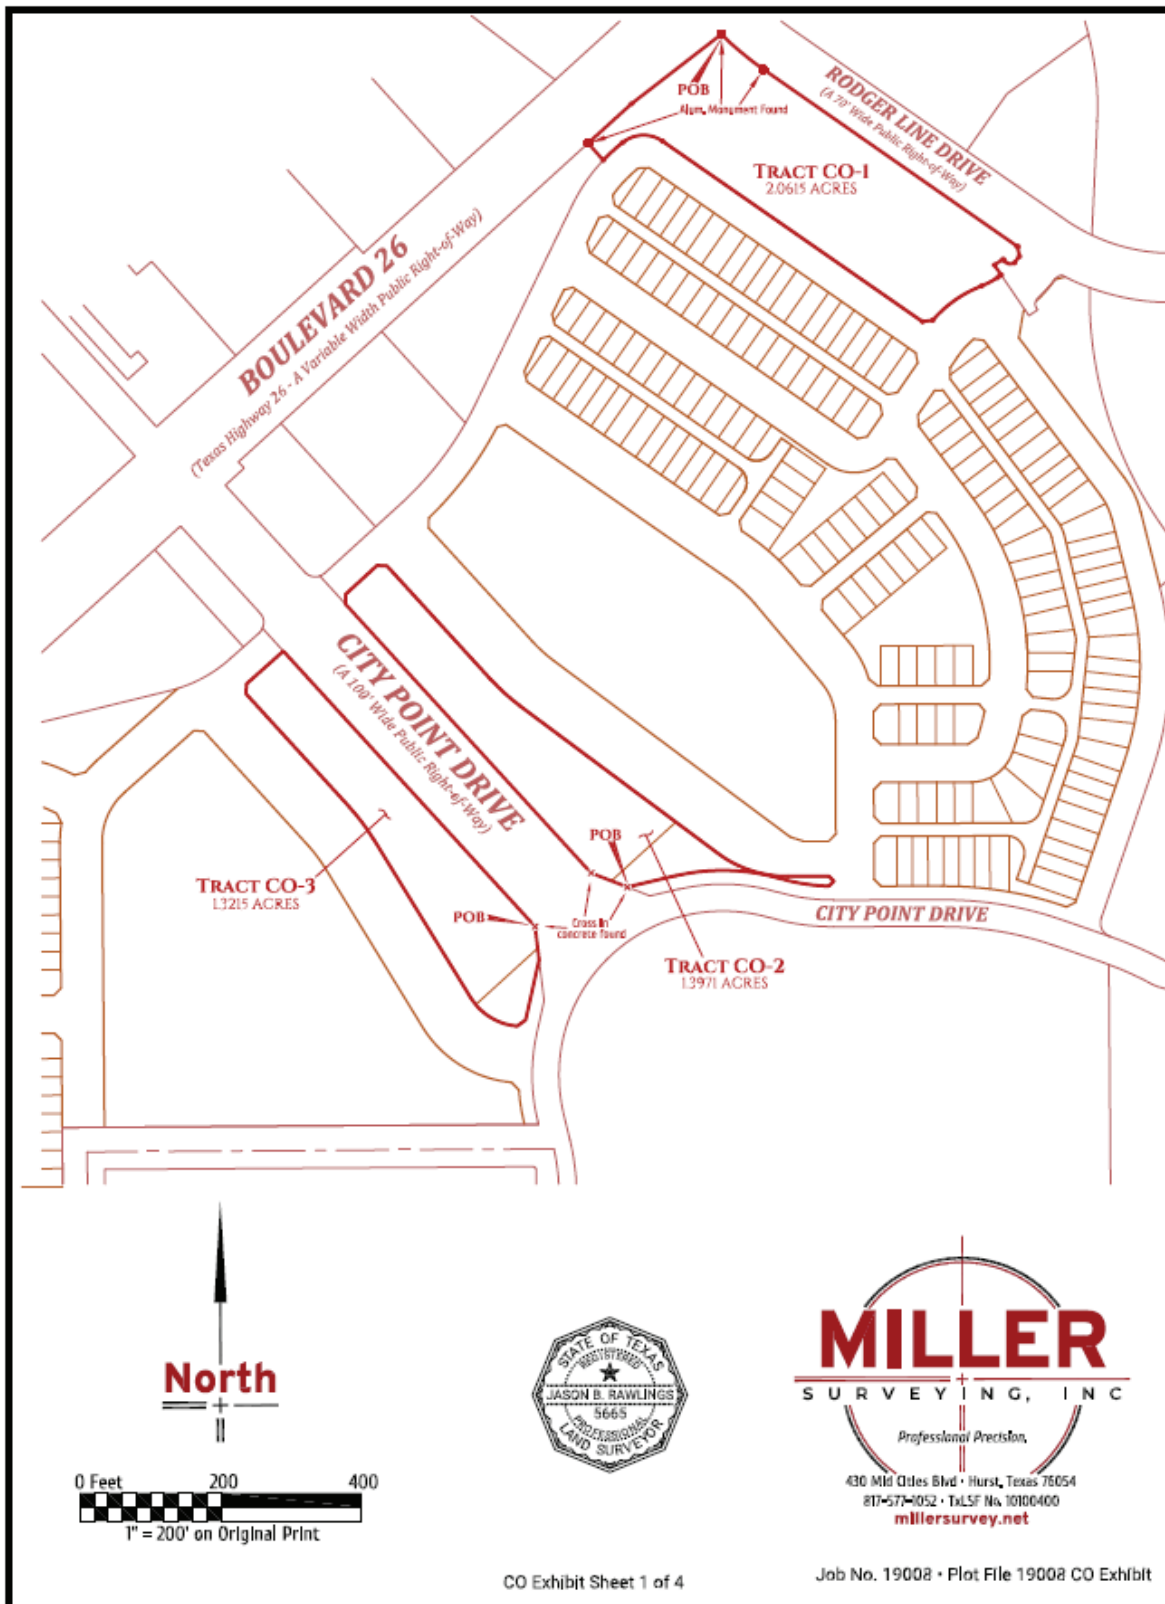 POB
Alum. Monument Found
RODGER LINE DRIVE
(A 70' Wide Public Right-of-Way)
TRACT CO-1
2.0615 ACRES
BOULEVARD 26
(Texas Highway 26 - A Variable Width Public Right-of-Way)
CITY POINT DRIVE
(A 100' Wide Public Right-of-Way)
POB
TRACT CO-3
1.3215 ACRES
POB
Cross in
concrete found
CITY POINT DRIVE
TRACT CO-2
1.3971 ACRES
North
0 Feet 200 400
1" = 200' on Original Print
STATE OF TEXAS
REGISTERED
JASON B. RAWLINGS
5665
PROFESSIONAL
LAND SURVEYOR
MILLER
SURVEYING, INC
Professional Precision.
430 Mid Cities Blvd • Hurst, Texas 76054
817-577-1052 • TxLSF No. 10100400
millersurvey.net
CO Exhibit Sheet 1 of 4
Job No. 19008 • Plot File 19008 CO Exhibit